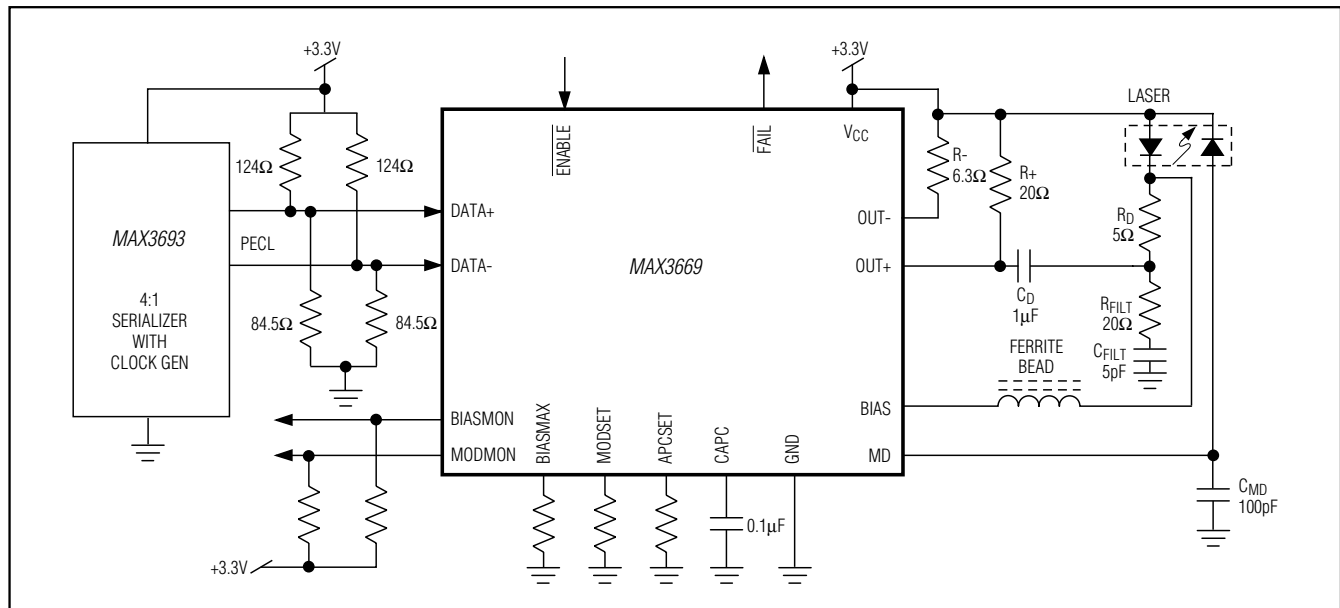 +3.3V
+3.3V
LASER
124Ω
124Ω
ENABLE
FAIL
VCC
R-
6.3Ω
R+
20Ω
DATA+
OUT-
RD
5Ω
MAX3693
PECL
MAX3669
DATA-
OUT+
CD
1μF
4:1
SERIALIZER
WITH
CLOCK GEN
84.5Ω
84.5Ω
RFILT
20Ω
CFILT
5pF
FERRITE
BEAD
BIASMON
BIAS
MODMON
BIASMAX
MODSET
APCSET
CAPC
GND
MD
CMD
100pF
0.1μF
+3.3V